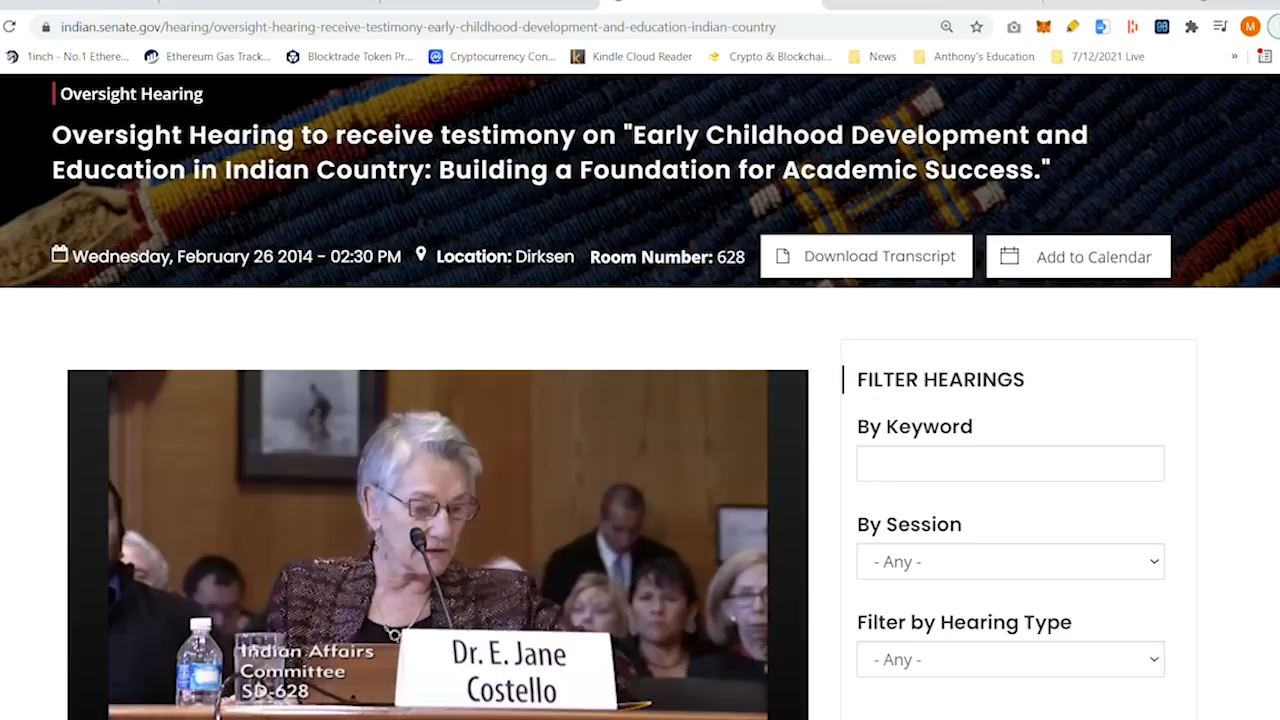 indian.senate.gov/hearing/oversight-hearing-receive-testimony-early-childhood-development-and-education-indian-country
M
1inch - No.1 Ethere...
Ethereum Gas Track...
Blocktrade Token Pr...
Cryptocurrency Con...
Kindle Cloud Reader
Crypto & Blockchai...
News
Anthony's Education
7/12/2021 Live
»
Oversight Hearing
Oversight Hearing to receive testimony on "Early Childhood Development and
Education in Indian Country: Building a Foundation for Academic Success."
Wednesday, February 26 2014 - 02:30 PM Location: Dirksen Room Number: 628
Download Transcript
Add to Calendar
FILTER HEARINGS
By Keyword
By Session
- Any -
Filter by Hearing Type
- Any -
Dr. E. Jane
Costello
Indian Affairs
Committee
SD-628